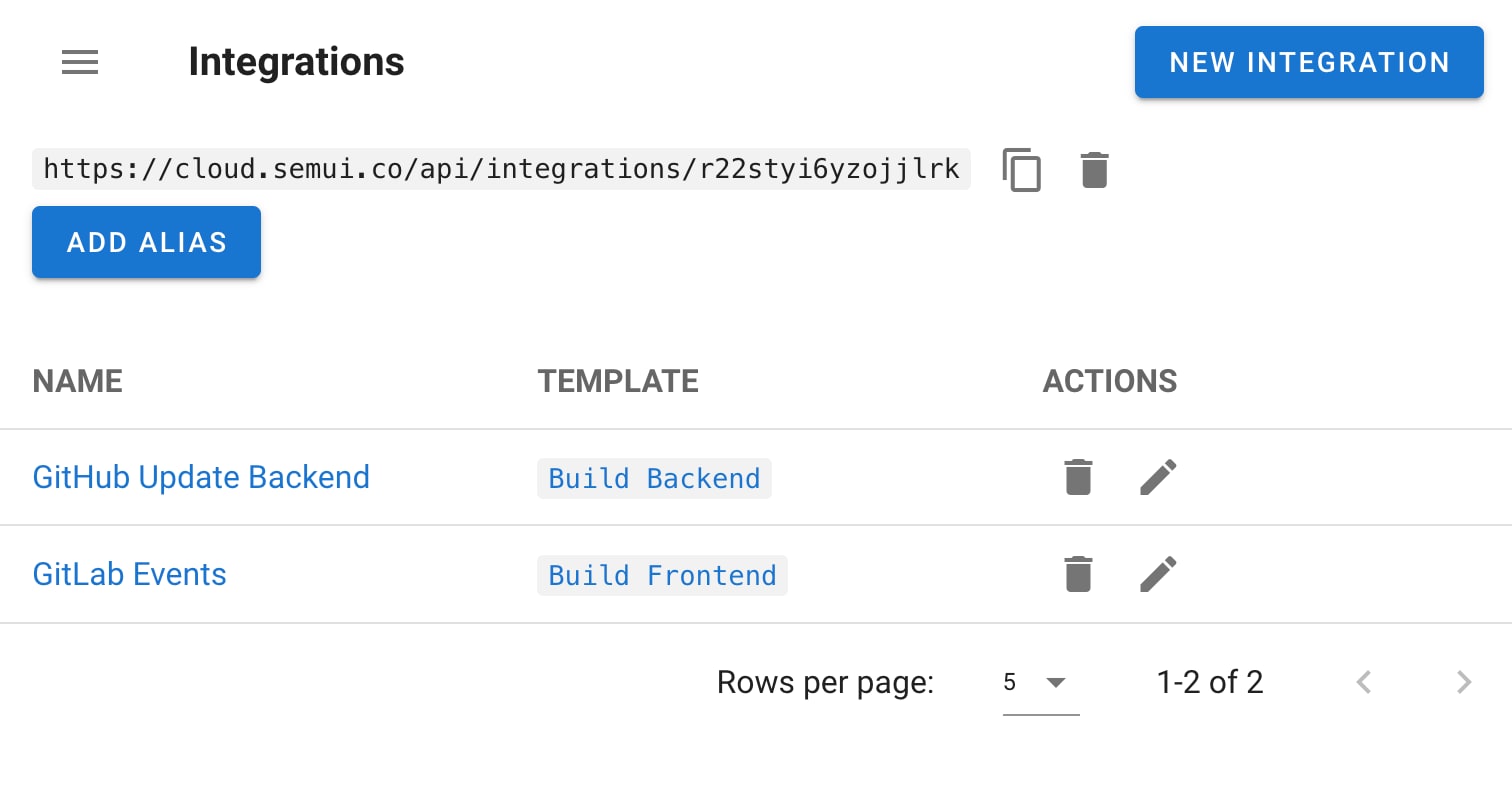 Integrations
NEW INTEGRATION
https://cloud.semui.co/api/integrations/r22styi6yzojjlrk
ADD ALIAS
NAME TEMPLATE ACTIONS
GitHub Update Backend Build Backend
GitLab Events Build Frontend
Rows per page: 5 1-2 of 2